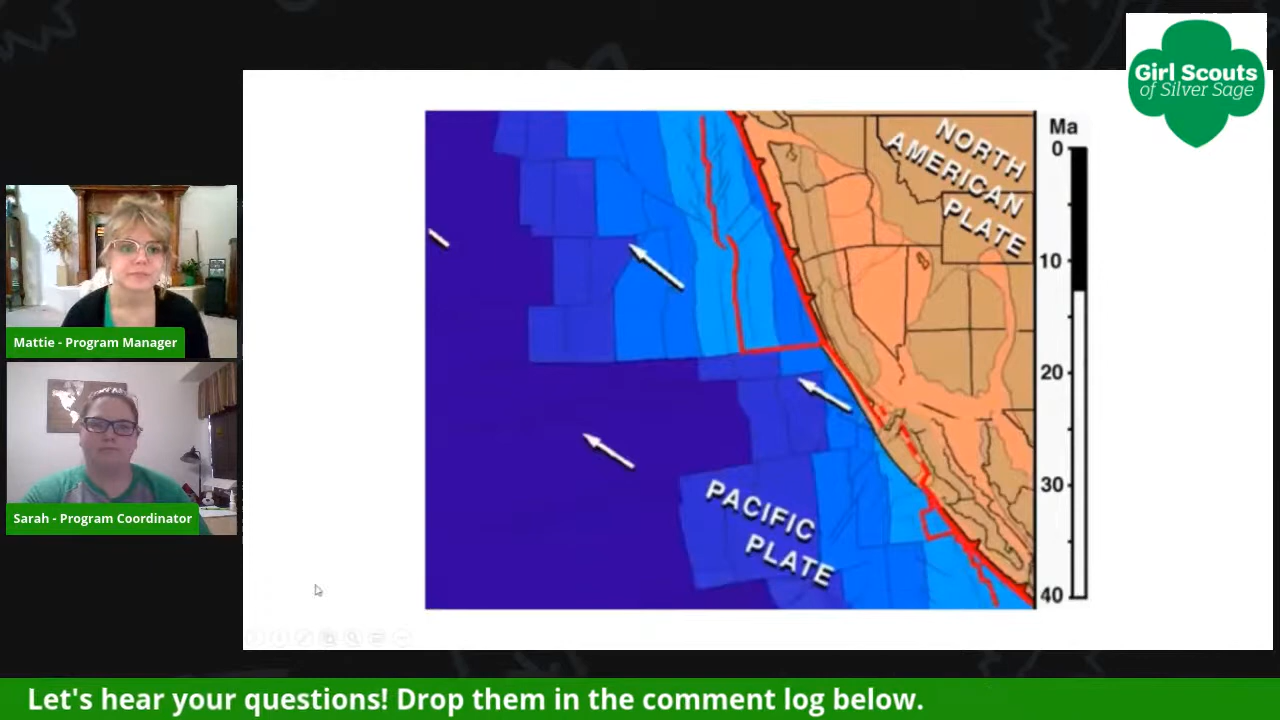 Girl Scouts
of Silver Sage
Ma
0
10
20
30
40
NORTH
AMERICAN
PLATE
PACIFIC
PLATE
Mattie - Program Manager
Sarah - Program Coordinator
Let's hear your questions! Drop them in the comment log below.